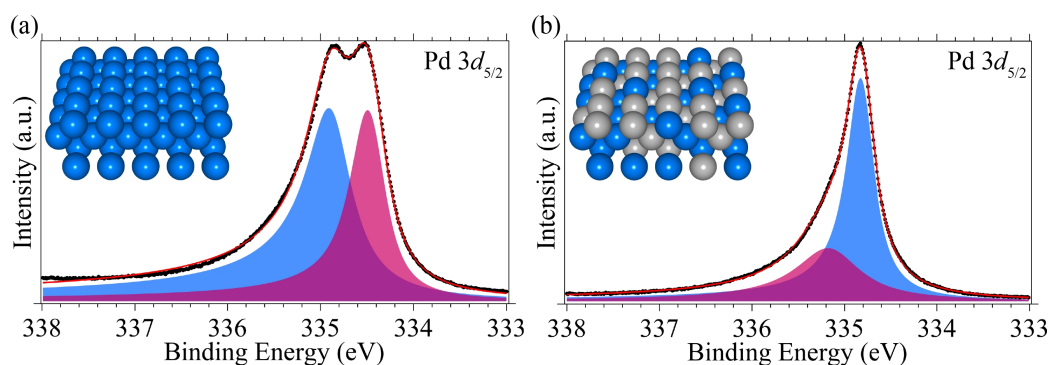 (a)
Pd 3d5/2
Intensity (a.u.)
338 337 336 335 334 333
Binding Energy (eV)
(b)
Pd 3d5/2
Intensity (a.u.)
338 337 336 335 334 333
Binding Energy (eV)